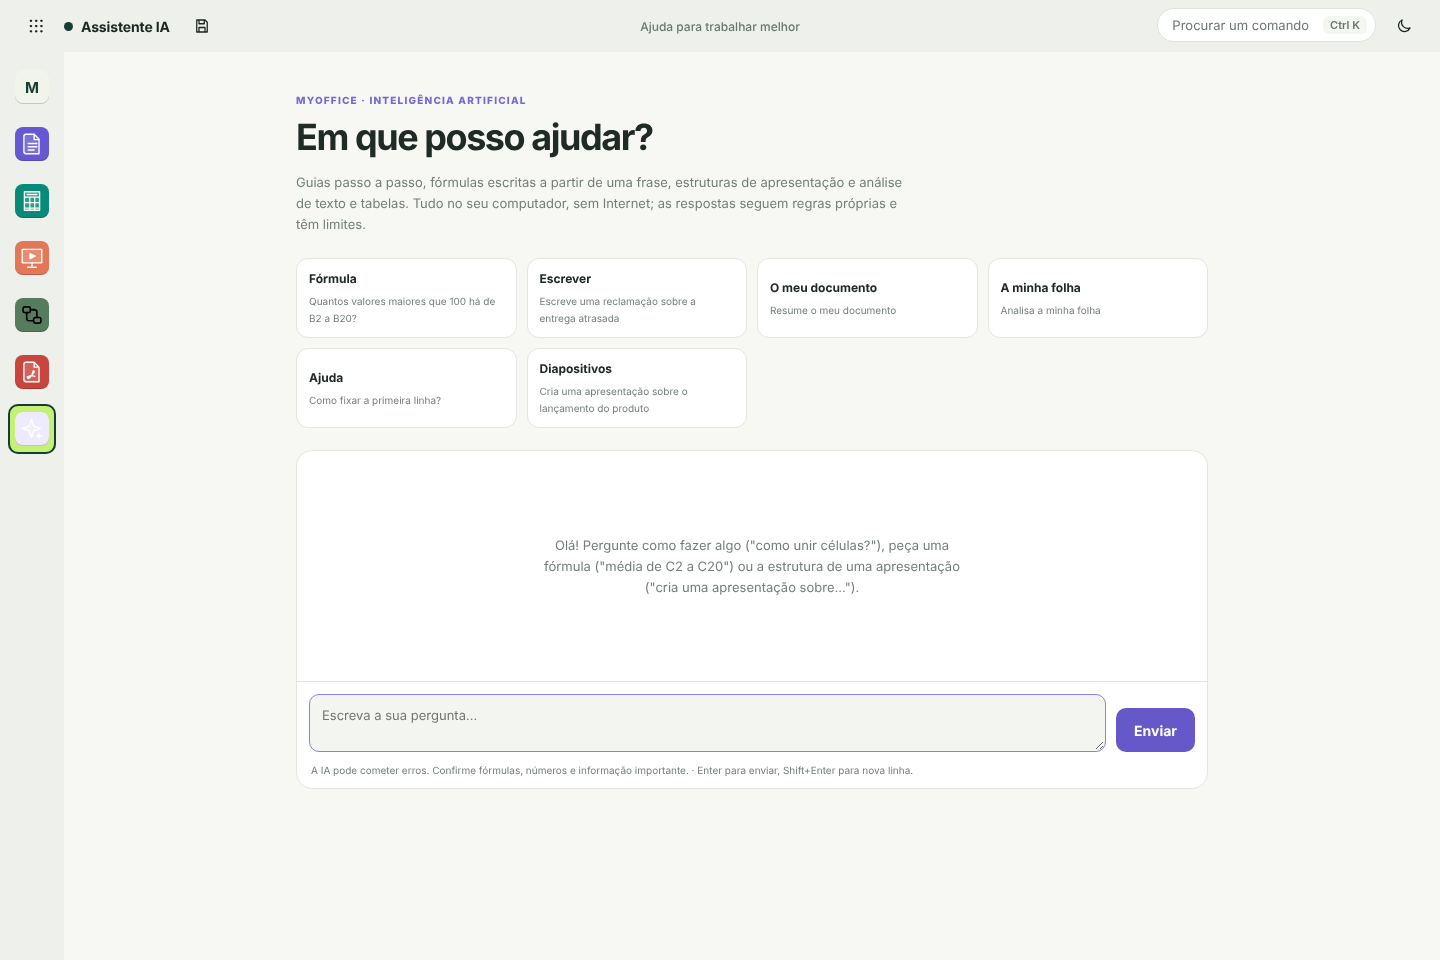 Assistente IA
Ajuda para trabalhar melhor
Procurar um comando
Ctrl K
M
MYOFFICE · INTELIGÊNCIA ARTIFICIAL
Em que posso ajudar?
Guias passo a passo, fórmulas escritas a partir de uma frase, estruturas de apresentação e análise
de texto e tabelas. Tudo no seu computador, sem Internet; as respostas seguem regras próprias e
têm limites.
Fórmula
Quantos valores maiores que 100 há de
B2 a B20?
Escrever
Escreve uma reclamação sobre a
entrega atrasada
O meu documento
Resume o meu documento
A minha folha
Analisa a minha folha
Ajuda
Como fixar a primeira linha?
Diapositivos
Cria uma apresentação sobre o
lançamento do produto
Olá! Pergunte como fazer algo ("como unir células?"), peça uma
fórmula ("média de C2 a C20") ou a estrutura de uma apresentação
("cria uma apresentação sobre...").
Escreva a sua pergunta...
Enviar
A IA pode cometer erros. Confirme fórmulas, números e informação importante. · Enter para enviar, Shift+Enter para nova linha.